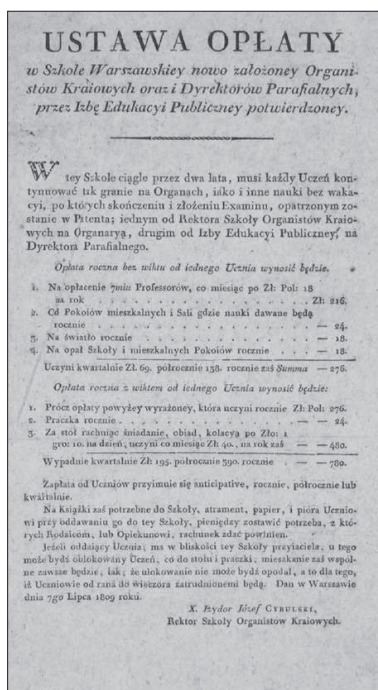 USTAWA OPŁATY
w Szkole Warszawskiey nowo założoney Organi-
stów Kraiowych oraz i Dyrektorów Parafialnych,
przez Izbę Edukacyi Publiczney potwierdzoney.
W tey Szkole ciągle przez dwa lata, musi każdy Uczeń kon-
tynnować tak granie na Organach, iako i inne nauki bez waka-
cyi, po których skończeniu i złożeniu Examinu, opatrzonym zo-
stanie w Patenta; iednym od Rektora Szkoły Organistów Kraio-
wych na Organaryą, drugim od Izby Edukacyi Publiczney, na
Dyrektora Parafialnego.
Opłata roczna bez wiktu od iednego Ucznia wynosić będzie.
1. Na opłacenie 7miu Professorów, co miesiąc po Zł: Pol: 18
na rok . . . . . . . . . . . . . . . Zł: 216.
2. Od Pokoiów mieszkalnych i Sali gdzie nauki dawane będą
rocznie . . . . . . . . . . . . . . — 24.
3. Na światło rocznie . . . . . . . . . . — 18.
4. Na opał Szkoły i mieszkalnych Pokoiów rocznie . . — 18.
Uczyni kwartalnie Zł. 69. półrocznie 138. rocznie zaś Summa — 276.
Opłata roczna z wiktem od iednego Ucznia wynosić będzie:
1. Prócz opłaty powyżey wyrażoney, która uczyni rocznie Zł: Pol: 276.
2. Praczka rocznie . . . . . . . . . . . — — 24.
3. Za stół rachuiąc śniadanie, obiad, kolacyą po Zło: 1
gro: 10. na dzień, uczyni co miesiąc Zł: 40., na rok zaś — — 480.
Wypadnie kwartalnie Zł 195. półrocznie 390. rocznie — — 780.
Zapłata od Uczniów przyimuie się anticipative, rocznie, półrocznie lub
kwartalnie.
Na Książki zaś potrzebne do Szkoły, atrament, papier, i pióra Ucznio-
wi przy oddawaniu go do tey Szkoły, pieniędzy zostawić potrzeba, z któ-
rych Rodzicom, lub Opiekunowi, rachunek zdać powinien.
Jeżeli oddaiący Ucznia, ma w bliskości tey Szkoły przyiaciela, u tego
może bydź oblokowany Uczeń, co do stołu i praczki, mieszkanie zaś wspól-
ne zawsze będzie, tak, że ulokowanie nie może bydź opodal, a to dla tego,
iż Uczniowie od rana do wieczora zatrudnionemi będą. Dan w Warszawie
dnia 7go Lipca 1809 roku.
X. Izydor Józef CYBULSKI,
Rektor Szkoły Organistów Kraiowych.